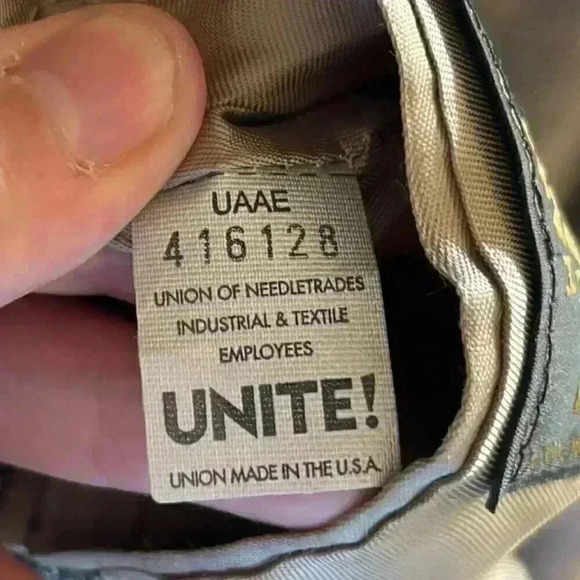 UAAE
416128
UNION OF NEEDLETRADES
INDUSTRIAL & TEXTILE
EMPLOYEES
UNITE!
UNION MADE IN THE U.S.A.